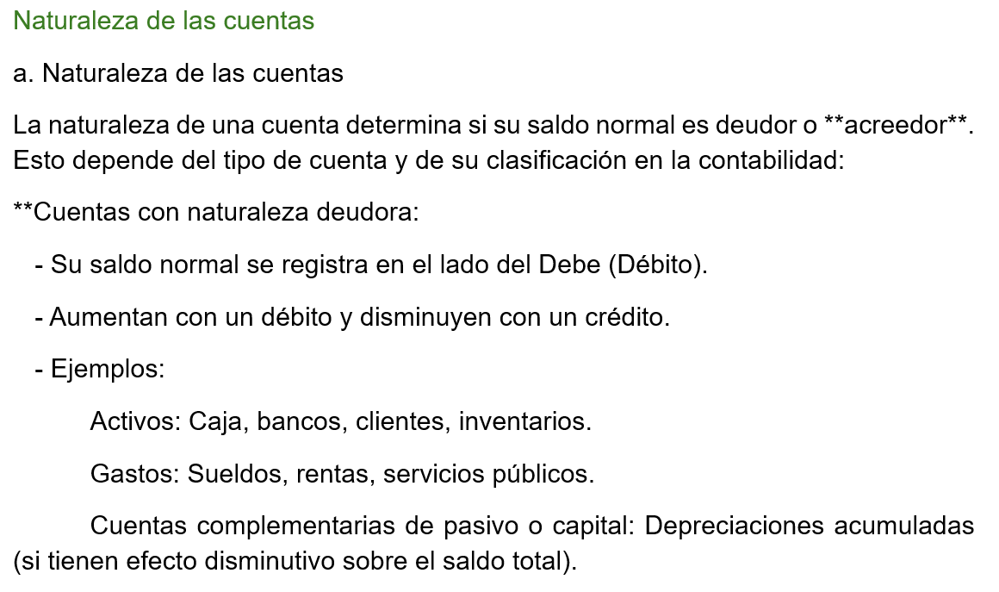 Naturaleza de las cuentas
a. Naturaleza de las cuentas
La naturaleza de una cuenta determina si su saldo normal es deudor o **acreedor**.
Esto depende del tipo de cuenta y de su clasificación en la contabilidad:
**Cuentas con naturaleza deudora:
- Su saldo normal se registra en el lado del Debe (Débito).
- Aumentan con un débito y disminuyen con un crédito.
- Ejemplos:
Activos: Caja, bancos, clientes, inventarios.
Gastos: Sueldos, rentas, servicios públicos.
Cuentas complementarias de pasivo o capital: Depreciaciones acumuladas
(si tienen efecto disminutivo sobre el saldo total).